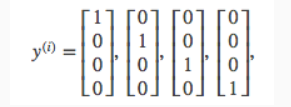 y⁽ⁱ⁾ = [1 0 0 0], [0 1 0 0], [0 0 1 0], [0 0 0 1],